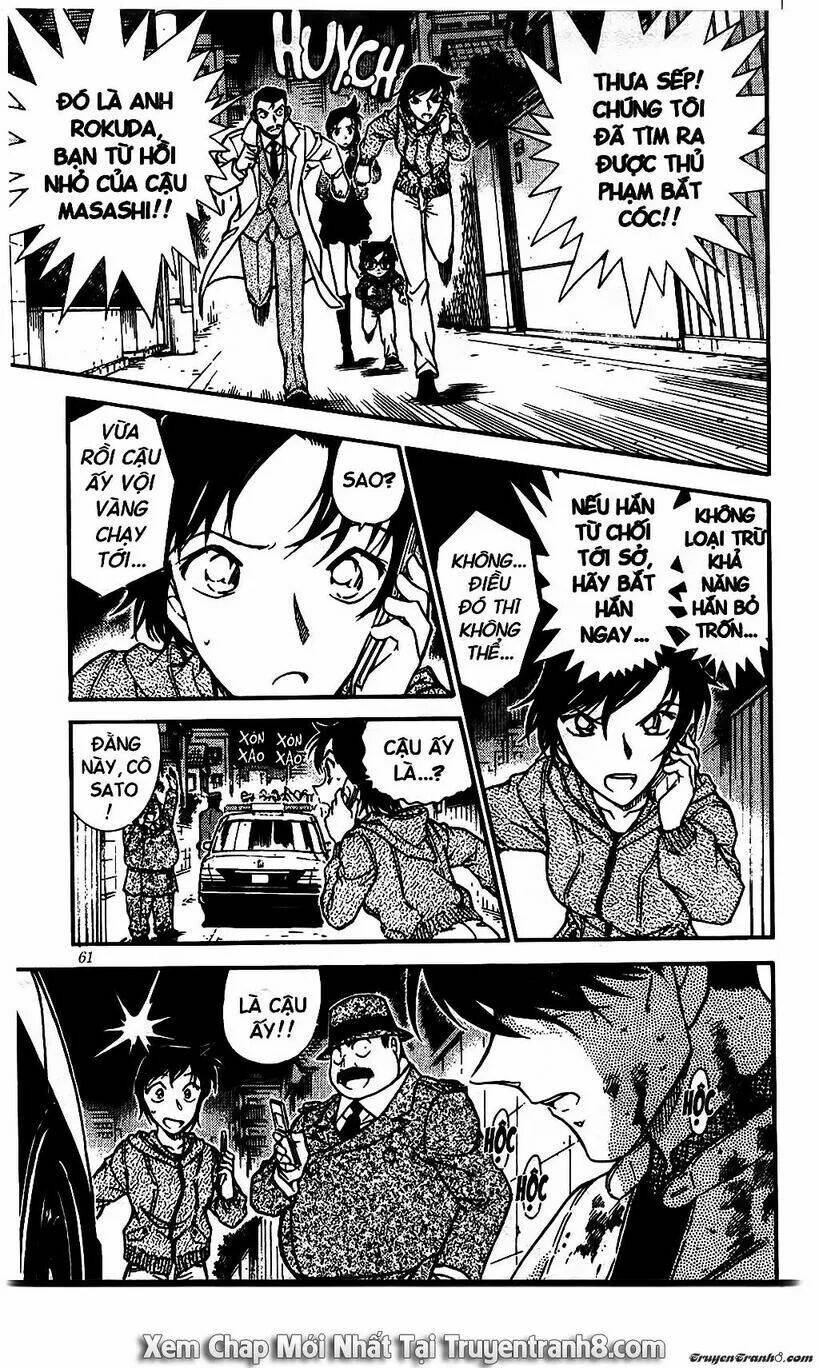 HUỴCH
THƯA SẾP!
CHÚNG TÔI
ĐÃ TÌM RA
ĐƯỢC THỦ
PHẠM BẮT
CÓC!!
ĐÓ LÀ ANH
ROKUDA,
BẠN TỪ HỒI
NHỎ CỦA CẬU
MASASHI!!
KHÔNG
LOẠI TRỪ
KHẢ
NĂNG
HẮN BỎ
TRỐN...
NẾU HẮN
TỪ CHỐI
TỚI SỞ,
HÃY BẮT
HẮN
NGAY...
KHÔNG...
ĐIỀU
ĐÓ THÌ
KHÔNG
THỂ...
SAO?
VỪA
RỒI CẬU
ẤY VỘI
VÀNG
CHẠY
TỚI...
CẬU ẤY
LÀ...?
XÔN
XAO
XÔN
XAO
ĐẰNG
NÀY, CÔ
SATO
!
61
LÀ CẬU
ẤY!!
HỘC
HỘC
HỘC
Xem Chap Mới Nhất Tại Truyentranh8.com
TruyenTranh8.com